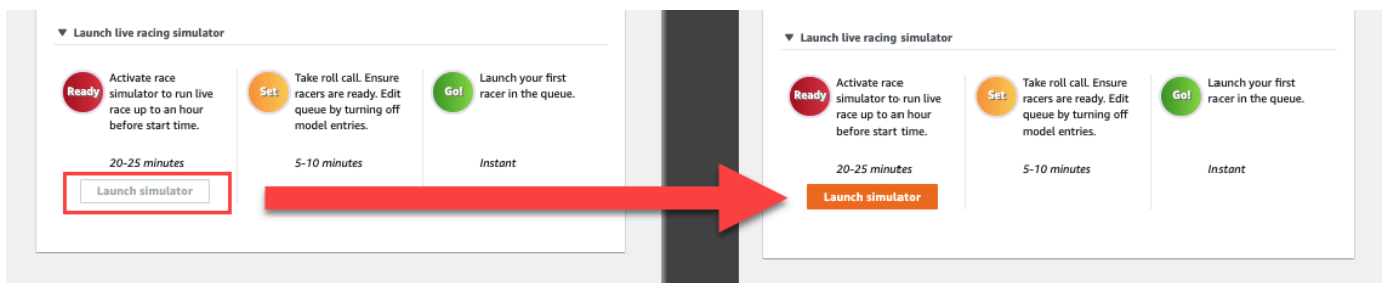 ▼ Launch live racing simulator
Ready
Activate race
simulator to run live
race up to an hour
before start time.
20-25 minutes
Launch simulator
Set
Take roll call. Ensure
racers are ready. Edit
queue by turning off
model entries.
5-10 minutes
Go!
Launch your first
racer in the queue.
Instant
▼ Launch live racing simulator
Ready
Activate race
simulator to run live
race up to an hour
before start time.
20-25 minutes
Launch simulator
Set
Take roll call. Ensure
racers are ready. Edit
queue by turning off
model entries.
5-10 minutes
Go!
Launch your first
racer in the queue.
Instant